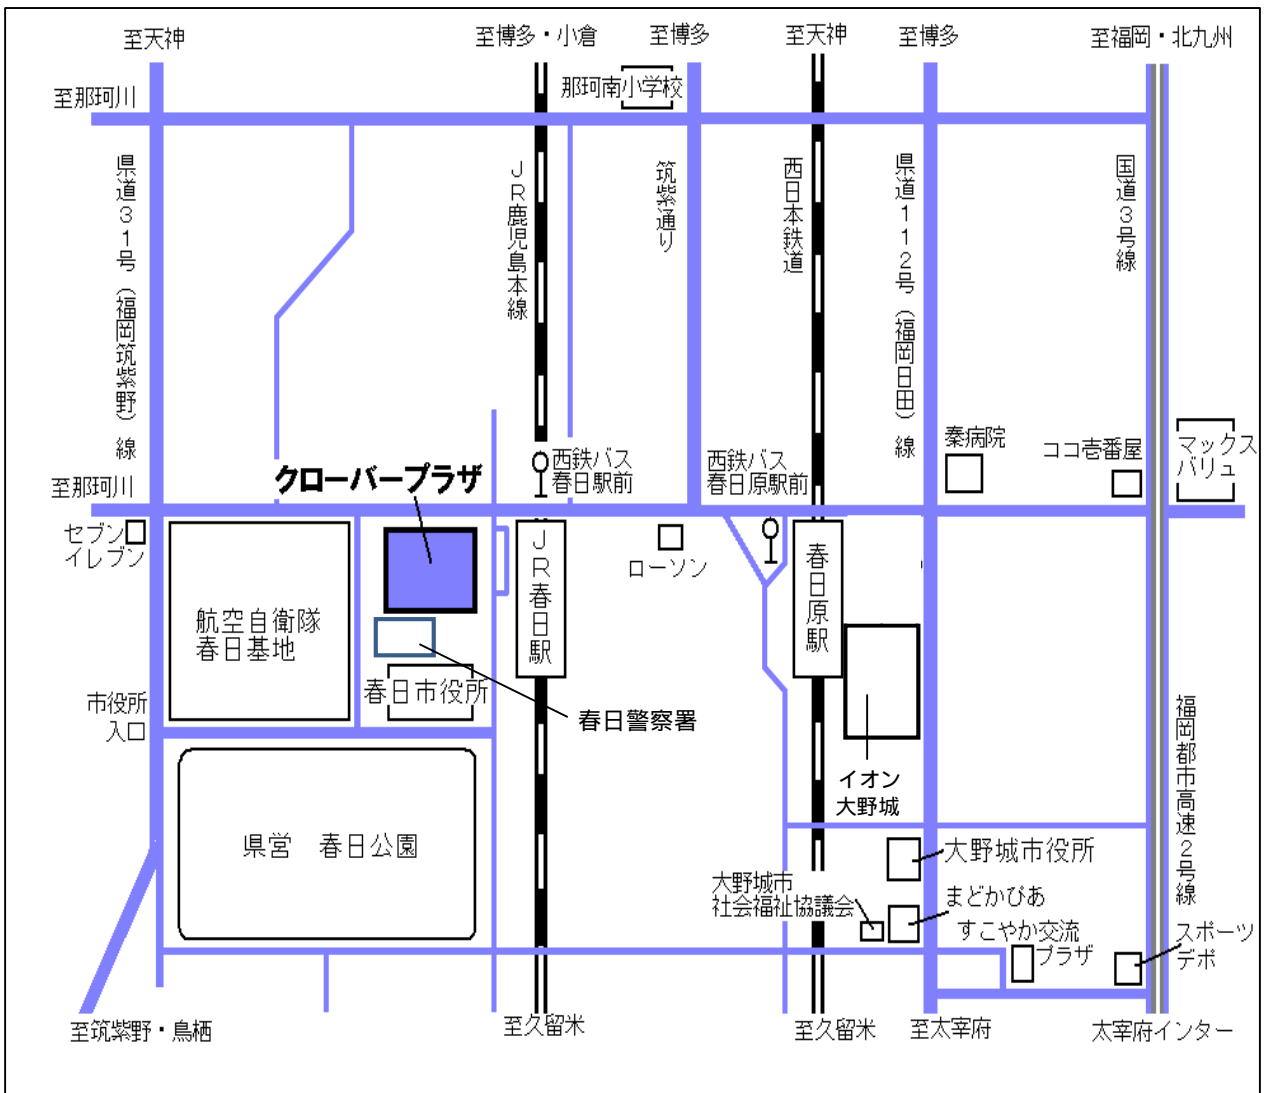 至天神
至博多・小倉
至博多
至天神
至博多
至福岡・北九州
至那珂川
那珂南小学校
県道31号（福岡筑紫野）線
JR鹿児島本線
筑紫通り
西日本鉄道
県道112号（福岡日田）線
国道3号線
秦病院
ココ壱番屋
マックス
バリュ
西鉄バス
春日駅前
西鉄バス
春日原駅前
クローバープラザ
至那珂川
セブン
イレブン
JR春日駅
ローソン
春日原駅
航空自衛隊
春日基地
春日市役所
春日警察署
市役所
入口
イオン
大野城
福岡都市高速2号線
県営　春日公園
大野城市役所
大野城市
社会福祉協議会
まどかぴあ
すこやか交流
プラザ
スポーツ
デポ
至筑紫野・鳥栖
至久留米
至久留米
至太宰府
太宰府インター